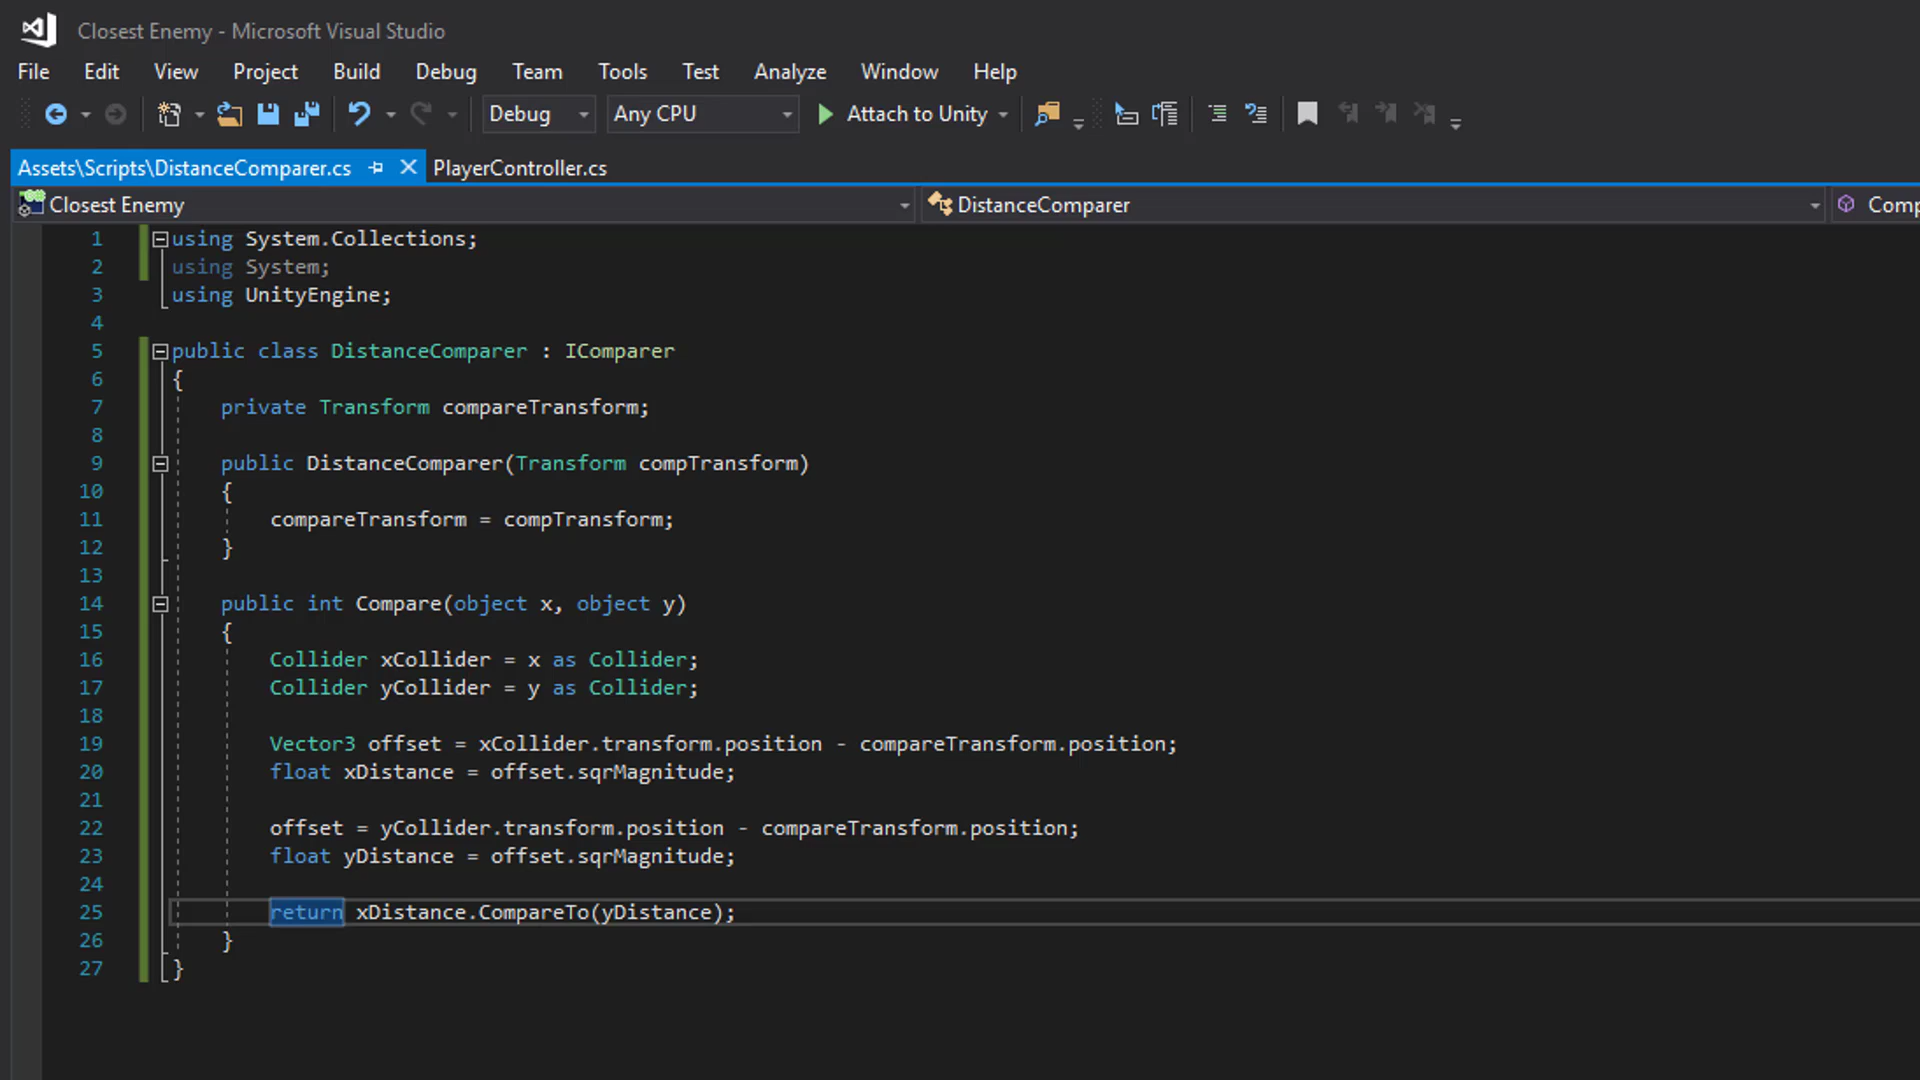 Closest Enemy - Microsoft Visual Studio
File Edit View Project Build Debug Team Tools Test Analyze Window Help
Debug Any CPU Attach to Unity
Assets\Scripts\DistanceComparer.cs PlayerController.cs
Closest Enemy DistanceComparer Comp
1 using System.Collections;
2 using System;
3 using UnityEngine;
4
5 public class DistanceComparer : IComparer
6 {
7 private Transform compareTransform;
8
9 public DistanceComparer(Transform compTransform)
10 {
11 compareTransform = compTransform;
12 }
13
14 public int Compare(object x, object y)
15 {
16 Collider xCollider = x as Collider;
17 Collider yCollider = y as Collider;
18
19 Vector3 offset = xCollider.transform.position - compareTransform.position;
20 float xDistance = offset.sqrMagnitude;
21
22 offset = yCollider.transform.position - compareTransform.position;
23 float yDistance = offset.sqrMagnitude;
24
25 return xDistance.CompareTo(yDistance);
26 }
27 }